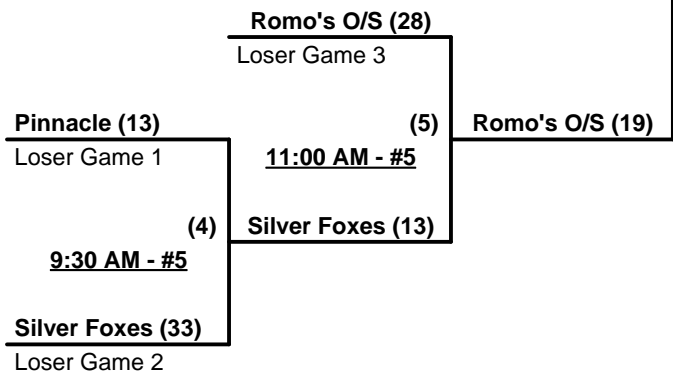 Romo's O/S (28)
Loser Game 3
Pinnacle (13)
(5)
Romo's O/S (19)
Loser Game 1
11:00 AM - #5
(4)
Silver Foxes (13)
9:30 AM - #5
Silver Foxes (33)
Loser Game 2